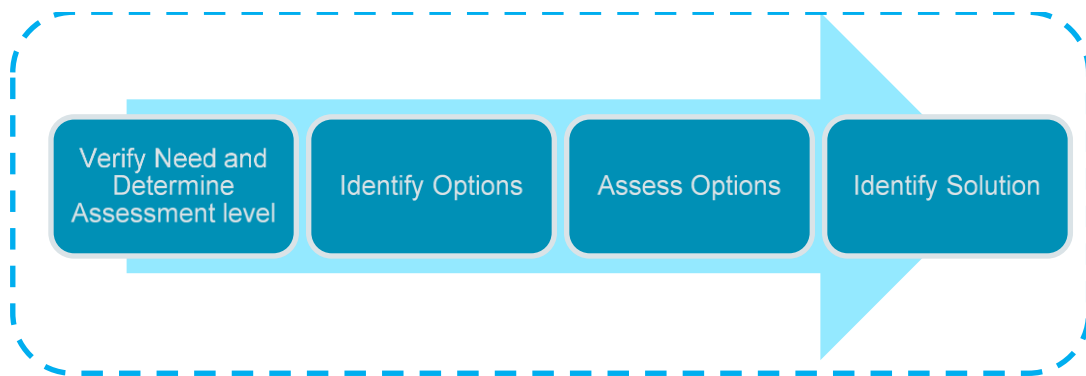 Verify Need and
Determine
Assessment level
Identify Options
Assess Options
Identify Solution